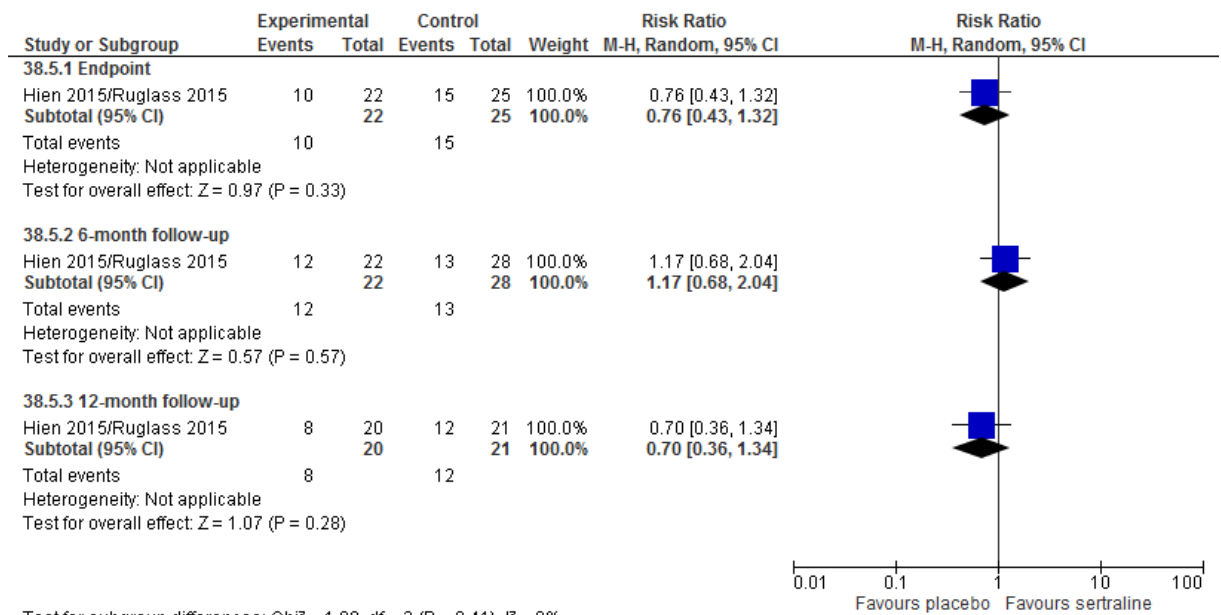 Experimental Control Risk Ratio Risk Ratio
Study or Subgroup Events Total Events Total Weight M-H, Random, 95% CI M-H, Random, 95% CI
38.5.1 Endpoint
Hien 2015/Ruglass 2015 10 22 15 25 100.0% 0.76 [0.43, 1.32]
Subtotal (95% CI) 22 25 100.0% 0.76 [0.43, 1.32]
Total events 10 15
Heterogeneity: Not applicable
Test for overall effect: Z = 0.97 (P = 0.33)
38.5.2 6-month follow-up
Hien 2015/Ruglass 2015 12 22 13 28 100.0% 1.17 [0.68, 2.04]
Subtotal (95% CI) 22 28 100.0% 1.17 [0.68, 2.04]
Total events 12 13
Heterogeneity: Not applicable
Test for overall effect: Z = 0.57 (P = 0.57)
38.5.3 12-month follow-up
Hien 2015/Ruglass 2015 8 20 12 21 100.0% 0.70 [0.36, 1.34]
Subtotal (95% CI) 20 21 100.0% 0.70 [0.36, 1.34]
Total events 8 12
Heterogeneity: Not applicable
Test for overall effect: Z = 1.07 (P = 0.28)
0.01 0.1 1 10 100
Favours placebo Favours sertraline
Test for subgroup differences: